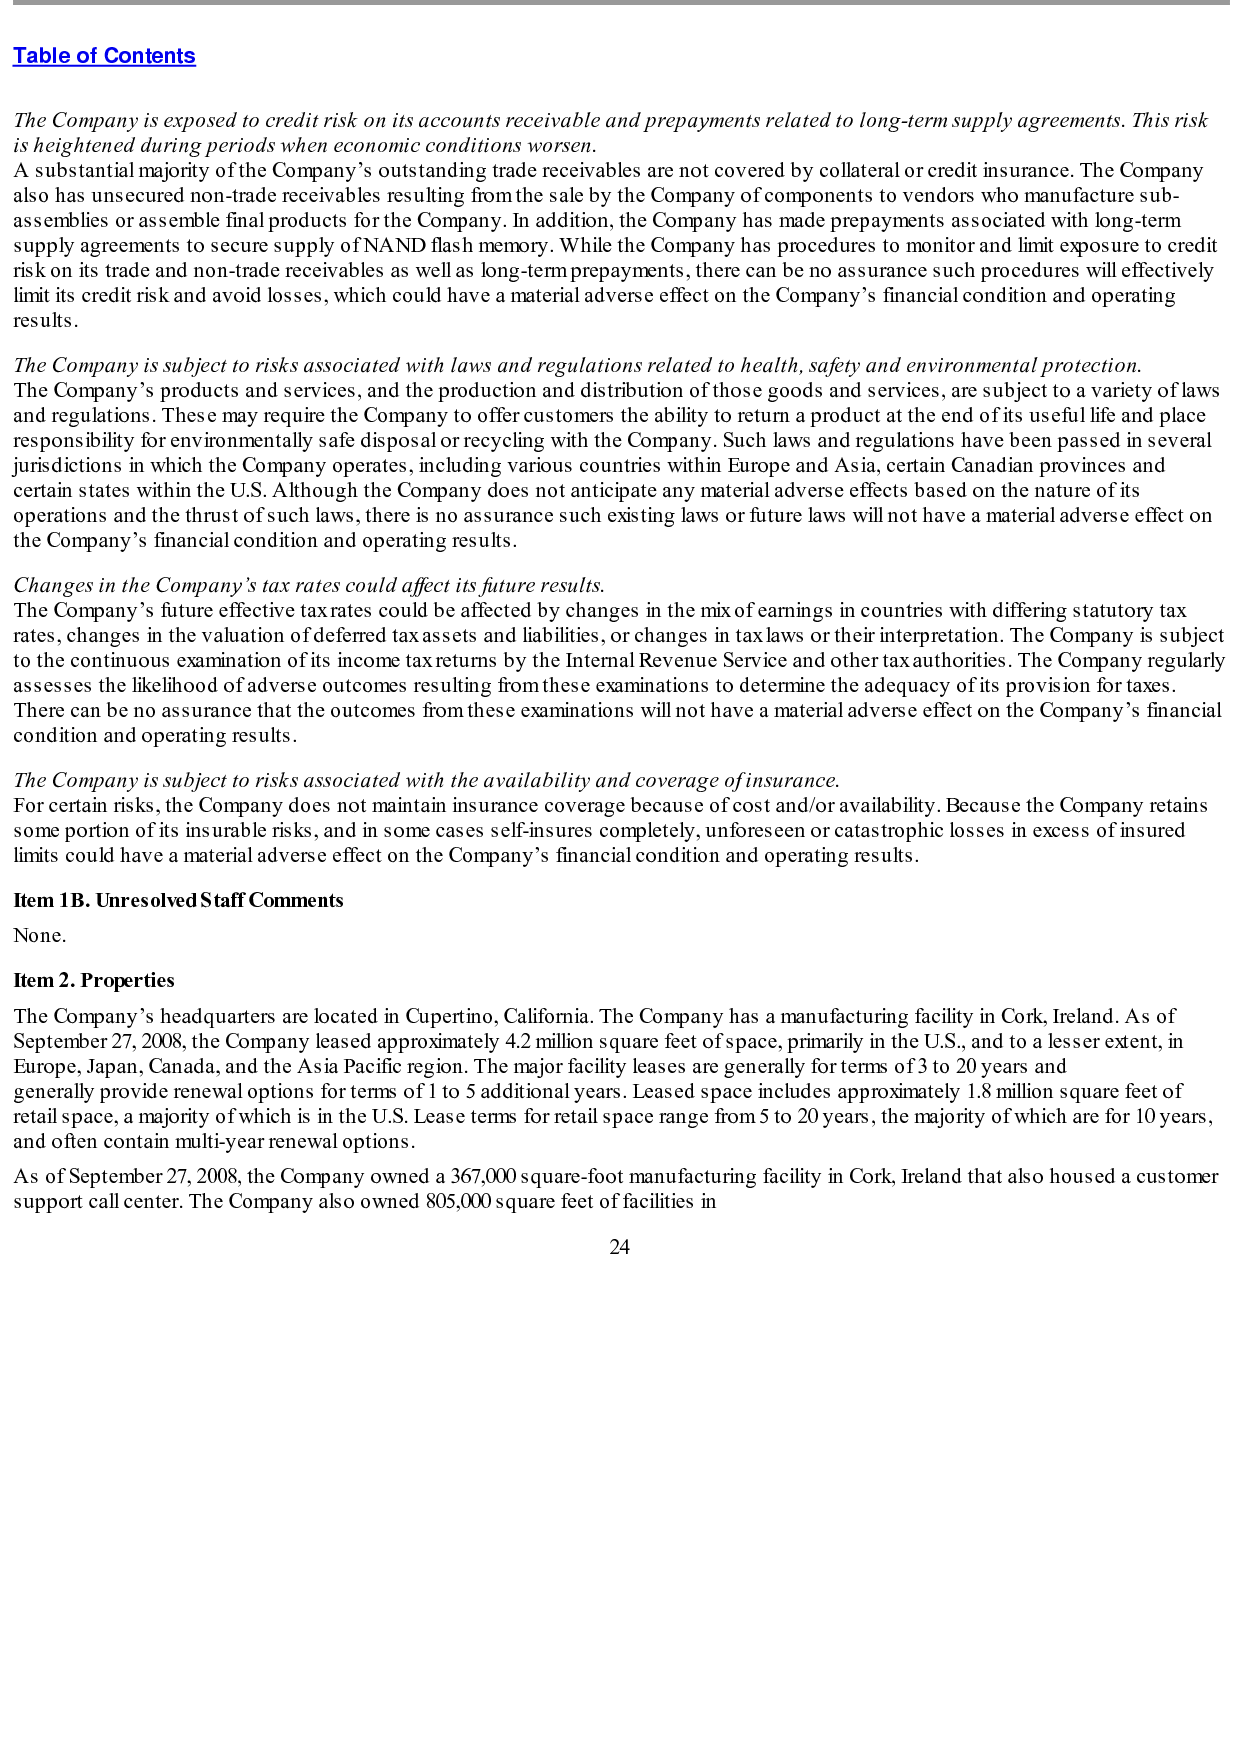 Table of Contents
The Company is exposed to credit risk on its accounts receivable and prepayments related to long-term supply agreements. This risk
is heightened during periods when economic conditions worsen.
A substantial majority of the Company’s outstanding trade receivables are not covered by collateral or credit insurance. The Company
also has unsecured non-trade receivables resulting from the sale by the Company of components to vendors who manufacture sub-
assemblies or assemble final products for the Company. In addition, the Company has made prepayments associated with long-term
supply agreements to secure supply of NAND flash memory. While the Company has procedures to monitor and limit exposure to credit
risk on its trade and non-trade receivables as well as long-term prepayments, there can be no assurance such procedures will effectively
limit its credit risk and avoid losses, which could have a material adverse effect on the Company’s financial condition and operating
results.
The Company is subject to risks associated with laws and regulations related to health, safety and environmental protection.
The Company’s products and services, and the production and distribution of those goods and services, are subject to a variety of laws
and regulations. These may require the Company to offer customers the ability to return a product at the end of its useful life and place
responsibility for environmentally safe disposal or recycling with the Company. Such laws and regulations have been passed in several
jurisdictions in which the Company operates, including various countries within Europe and Asia, certain Canadian provinces and
certain states within the U.S. Although the Company does not anticipate any material adverse effects based on the nature of its
operations and the thrust of such laws, there is no assurance such existing laws or future laws will not have a material adverse effect on
the Company’s financial condition and operating results.
Changes in the Company’s tax rates could affect its future results.
The Company’s future effective tax rates could be affected by changes in the mix of earnings in countries with differing statutory tax
rates, changes in the valuation of deferred tax assets and liabilities, or changes in tax laws or their interpretation. The Company is subject
to the continuous examination of its income tax returns by the Internal Revenue Service and other tax authorities. The Company regularly
assesses the likelihood of adverse outcomes resulting from these examinations to determine the adequacy of its provision for taxes.
There can be no assurance that the outcomes from these examinations will not have a material adverse effect on the Company’s financial
condition and operating results.
The Company is subject to risks associated with the availability and coverage of insurance.
For certain risks, the Company does not maintain insurance coverage because of cost and/or availability. Because the Company retains
some portion of its insurable risks, and in some cases self-insures completely, unforeseen or catastrophic losses in excess of insured
limits could have a material adverse effect on the Company’s financial condition and operating results.
Item 1B. Unresolved Staff Comments
None.
Item 2. Properties
The Company’s headquarters are located in Cupertino, California. The Company has a manufacturing facility in Cork, Ireland. As of
September 27, 2008, the Company leased approximately 4.2 million square feet of space, primarily in the U.S., and to a lesser extent, in
Europe, Japan, Canada, and the Asia Pacific region. The major facility leases are generally for terms of 3 to 20 years and
generally provide renewal options for terms of 1 to 5 additional years. Leased space includes approximately 1.8 million square feet of
retail space, a majority of which is in the U.S. Lease terms for retail space range from 5 to 20 years, the majority of which are for 10 years,
and often contain multi-year renewal options.
As of September 27, 2008, the Company owned a 367,000 square-foot manufacturing facility in Cork, Ireland that also housed a customer
support call center. The Company also owned 805,000 square feet of facilities in
24